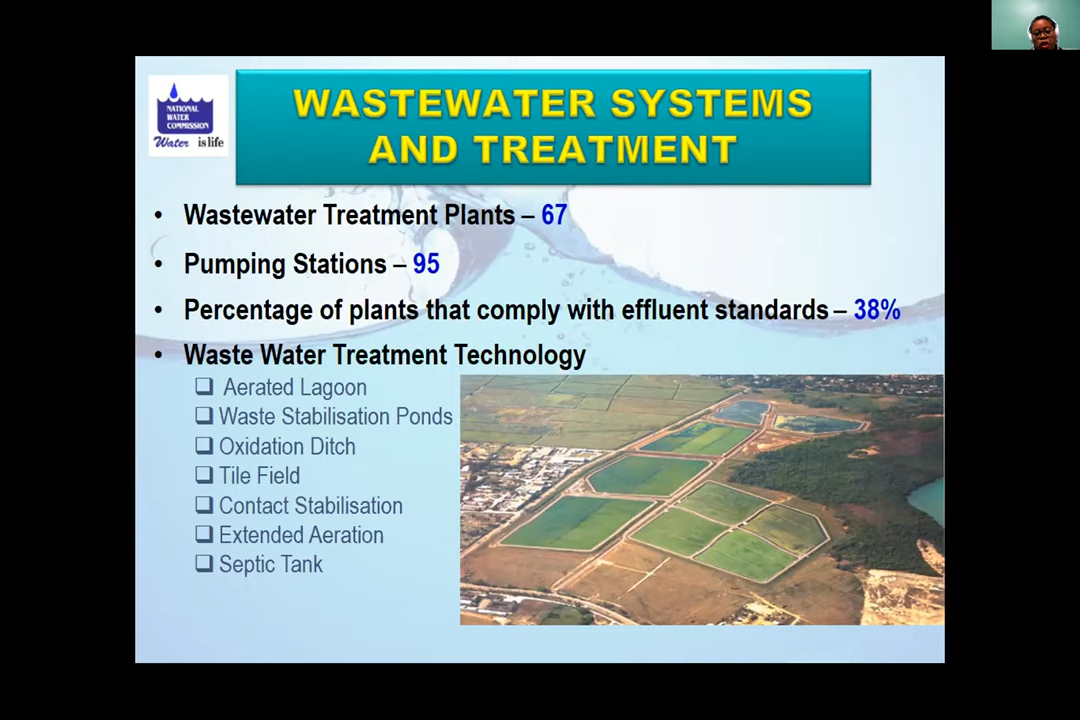 NATIONAL
WATER
COMMISSION
Water is life
WASTEWATER SYSTEMS
AND TREATMENT
• Wastewater Treatment Plants – 67
• Pumping Stations – 95
• Percentage of plants that comply with effluent standards – 38%
• Waste Water Treatment Technology
❑ Aerated Lagoon
❑ Waste Stabilisation Ponds
❑ Oxidation Ditch
❑ Tile Field
❑ Contact Stabilisation
❑ Extended Aeration
❑ Septic Tank